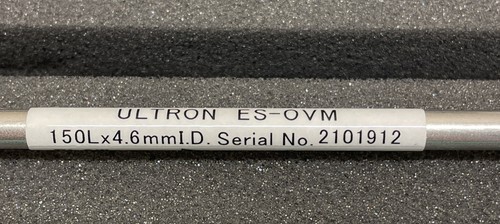 ULTRON ES-OVM
150Lx4.6mmI.D. Serial No. 2101912